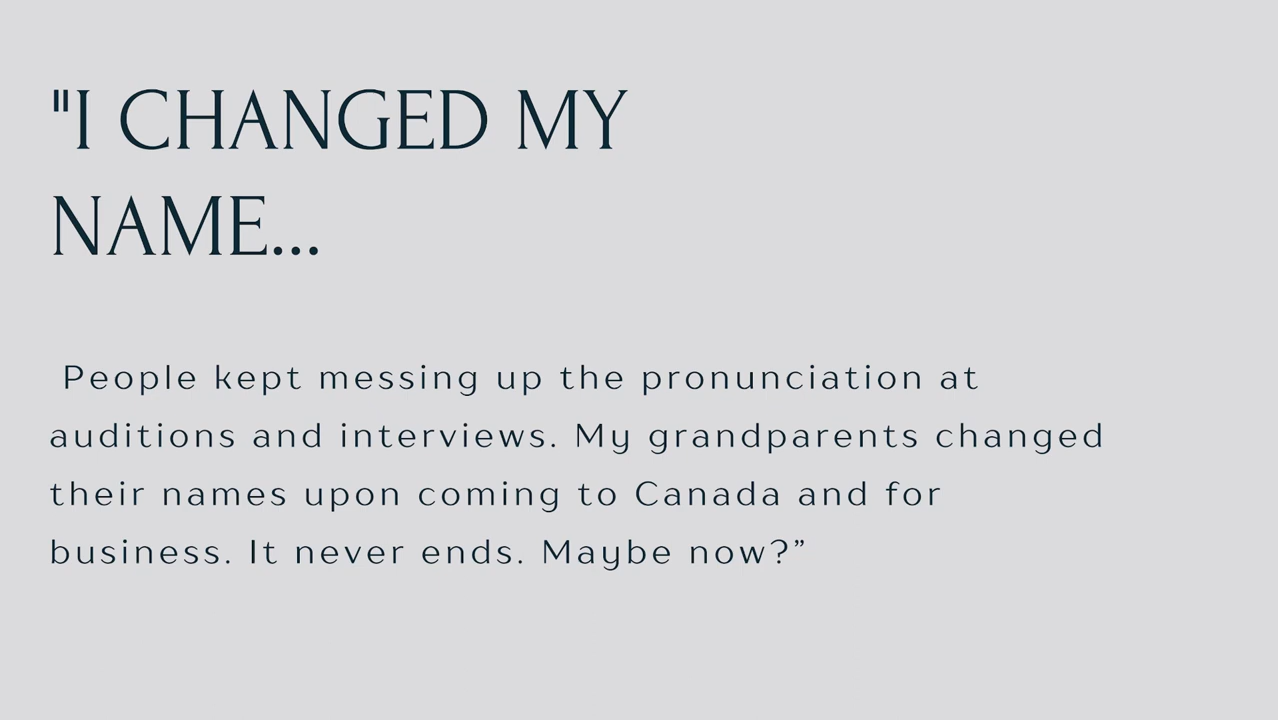 "I CHANGED MY
NAME...
People kept messing up the pronunciation at
auditions and interviews. My grandparents changed
their names upon coming to Canada and for
business. It never ends. Maybe now?”